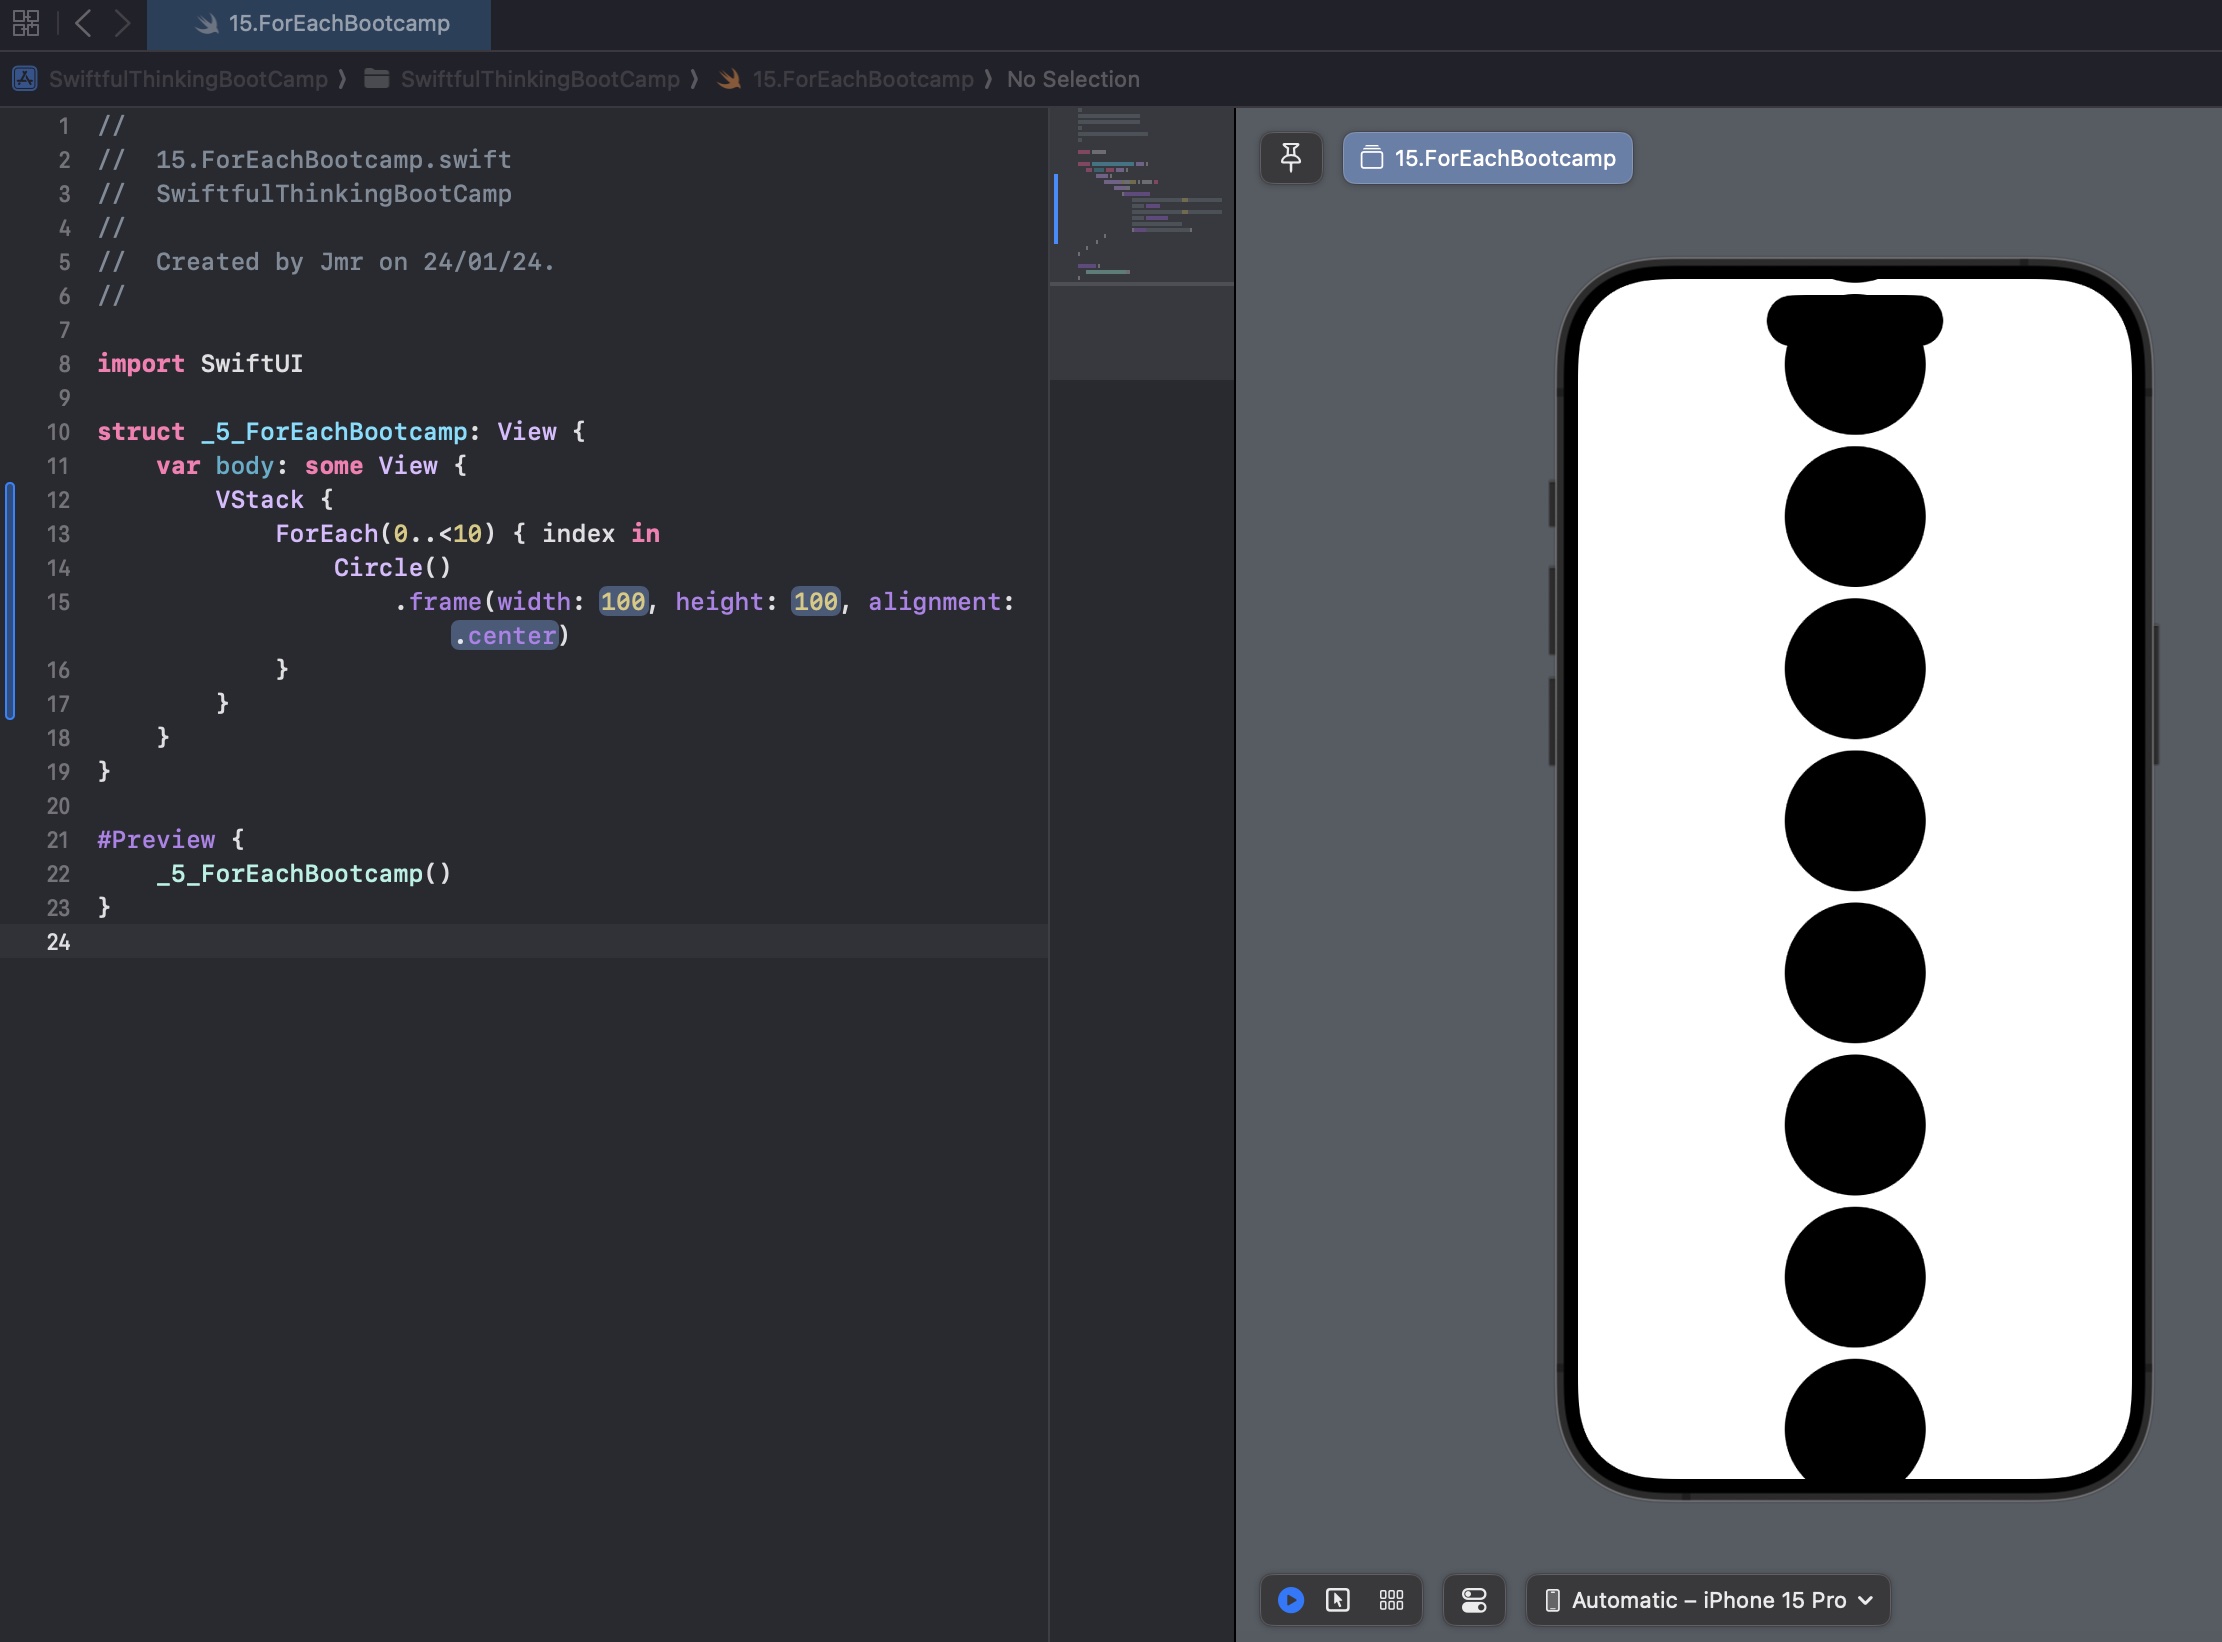 15.ForEachBootcamp
SwiftfulThinkingBootCamp ⟩ SwiftfulThinkingBootCamp ⟩ 15.ForEachBootcamp ⟩ No Selection
1 //
2 //  15.ForEachBootcamp.swift
3 //  SwiftfulThinkingBootCamp
4 //
5 //  Created by Jmr on 24/01/24.
6 //
7
8 import SwiftUI
9
10 struct _5_ForEachBootcamp: View {
11     var body: some View {
12         VStack {
13             ForEach(0..<10) { index in
14                 Circle()
15                     .frame(width: 100, height: 100, alignment:
                        .center)
16             }
17         }
18     }
19 }
20
21 #Preview {
22     _5_ForEachBootcamp()
23 }
24
15.ForEachBootcamp
Automatic – iPhone 15 Pro